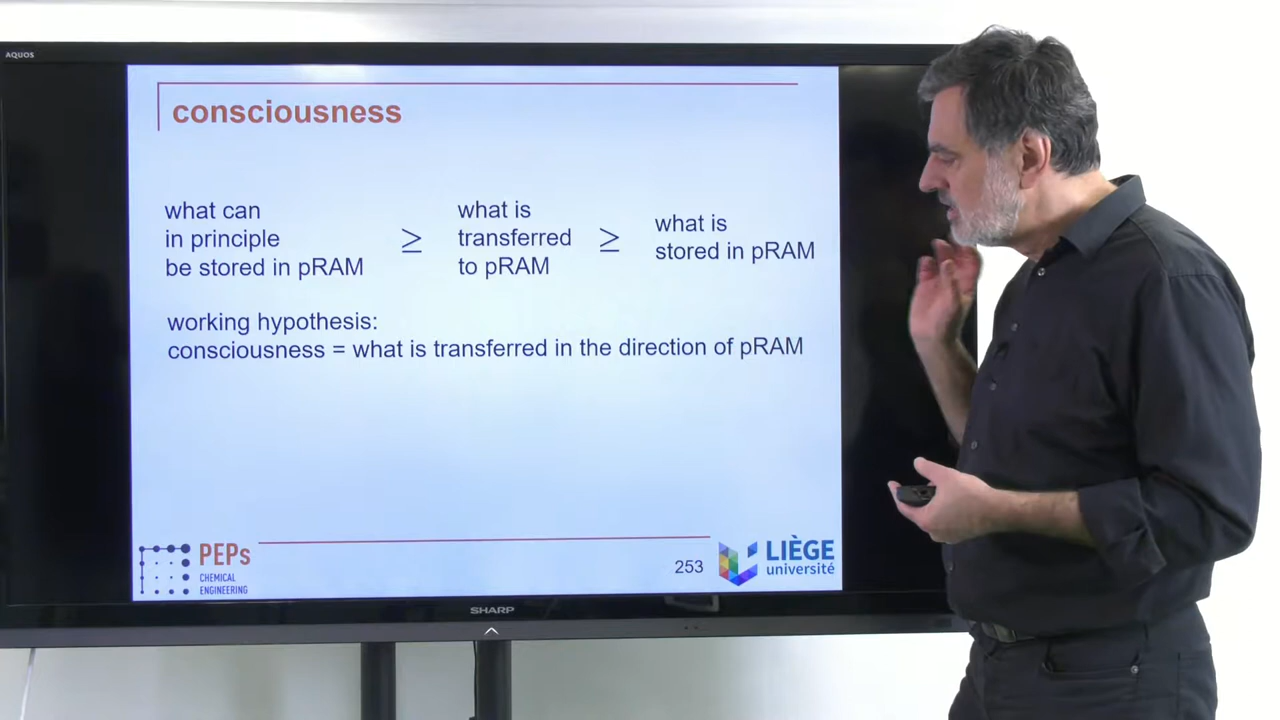 AQUOS
consciousness
what can
in principle
be stored in pRAM
≥
what is
transferred
to pRAM
≥
what is
stored in pRAM
working hypothesis:
consciousness = what is transferred in the direction of pRAM
PEPs
CHEMICAL
ENGINEERING
253
LIÈGE
université
SHARP